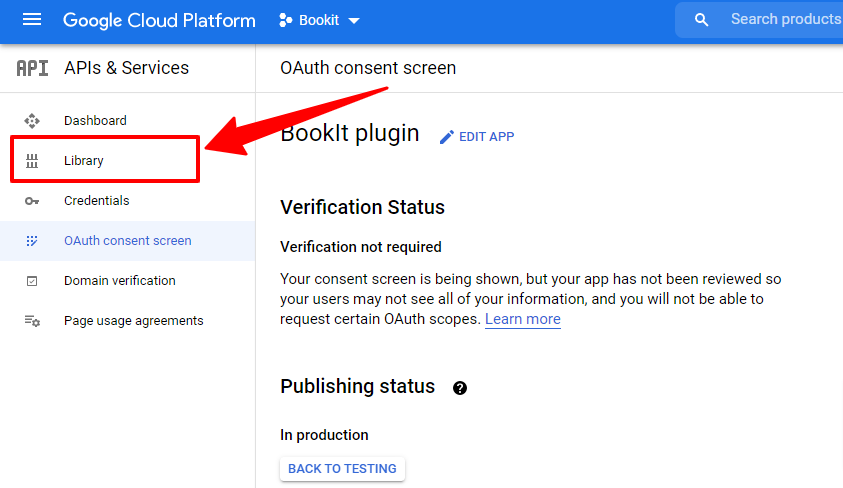 Google Cloud Platform
Bookit
Search products
API
APIs & Services
OAuth consent screen
Dashboard
Library
Credentials
OAuth consent screen
Domain verification
Page usage agreements
BookIt plugin
EDIT APP
Verification Status
Verification not required
Your consent screen is being shown, but your app has not been reviewed so
your users may not see all of your information, and you will not be able to
request certain OAuth scopes. Learn more
Publishing status ?
In production
BACK TO TESTING